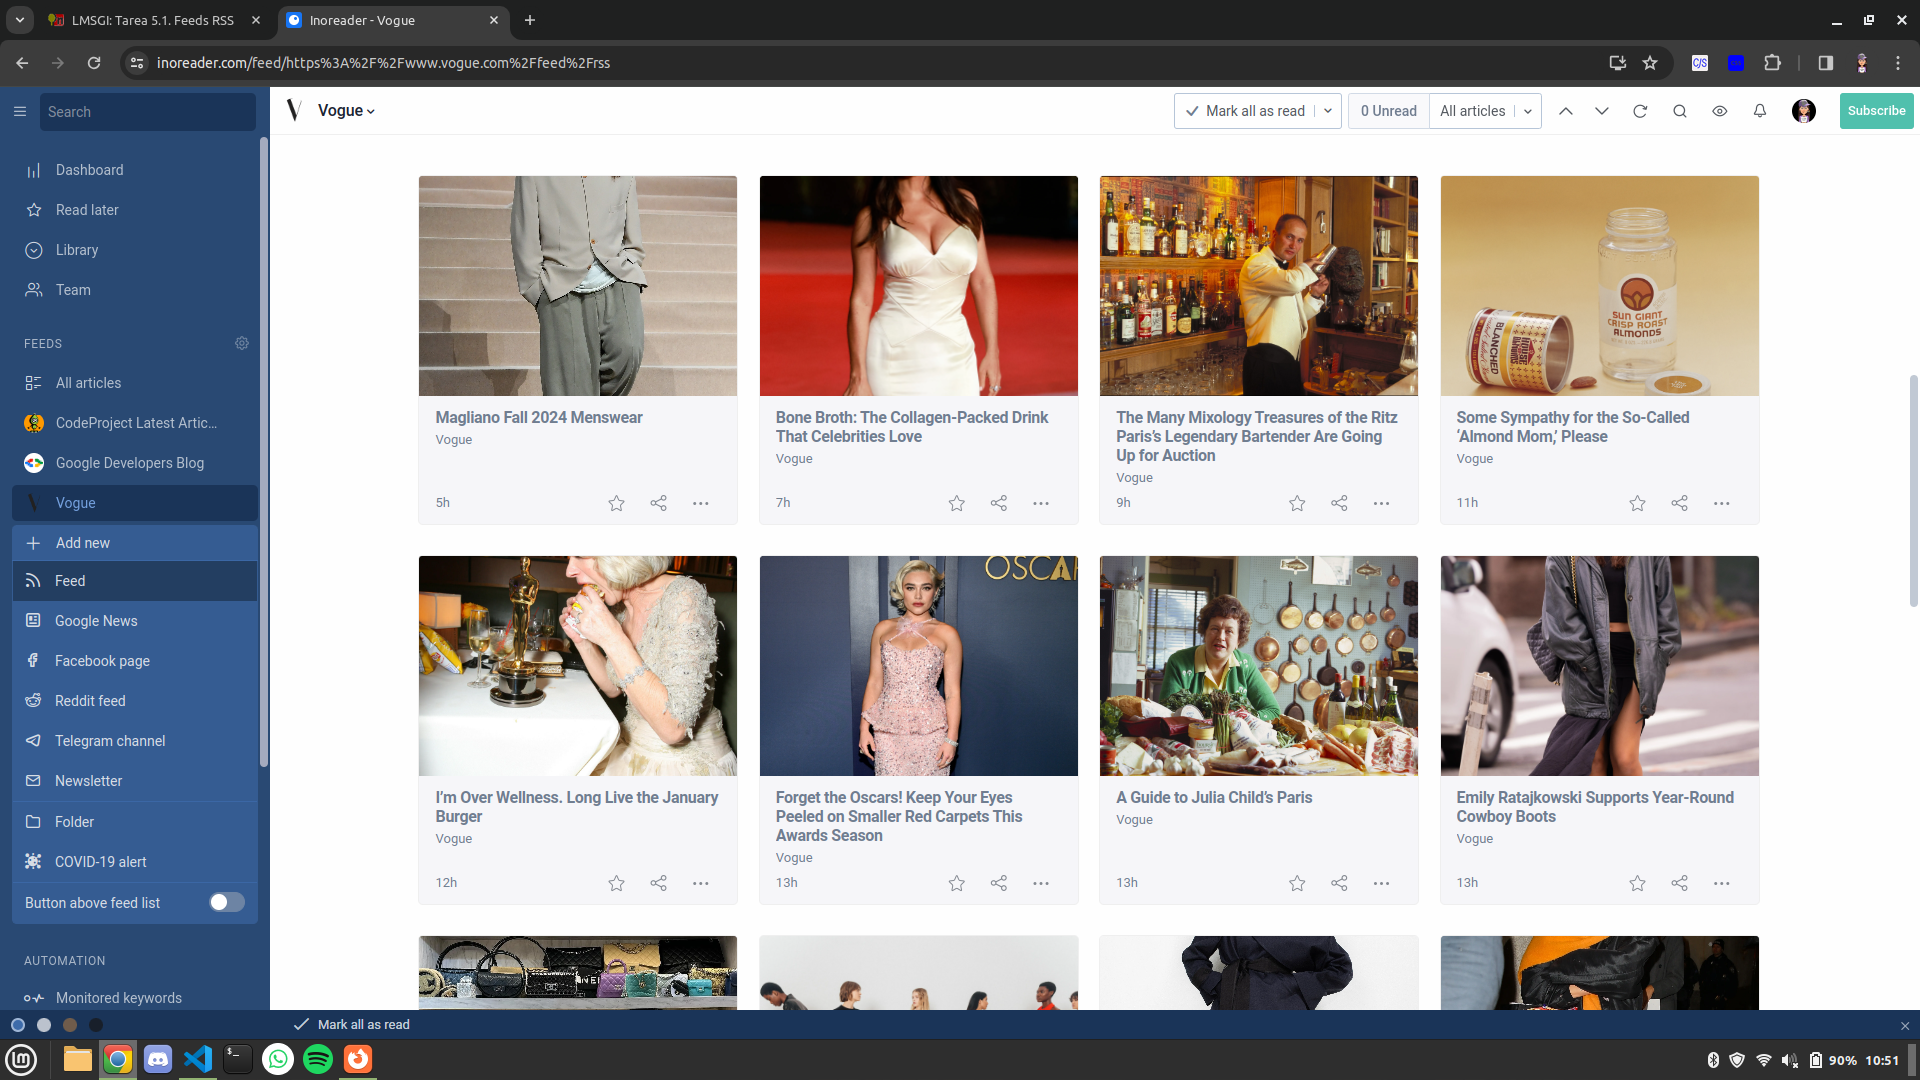 LMSGI: Tarea 5.1. Feeds RSS
Inoreader - Vogue
inoreader.com/feed/https%3A%2F%2Fwww.vogue.com%2Ffeed%2Frss
Search
Vogue
Mark all as read
0 Unread
All articles
Subscribe
Dashboard
Read later
Library
Team
FEEDS
All articles
CodeProject Latest Artic...
Google Developers Blog
Vogue
Add new
Feed
Google News
Facebook page
Reddit feed
Telegram channel
Newsletter
Folder
COVID-19 alert
Button above feed list
AUTOMATION
Monitored keywords
SUN GIANT
CRISP ROAST
ALMONDS
BLANCHED
Magliano Fall 2024 Menswear
Vogue
5h
Bone Broth: The Collagen-Packed Drink
That Celebrities Love
Vogue
7h
The Many Mixology Treasures of the Ritz
Paris’s Legendary Bartender Are Going
Up for Auction
Vogue
9h
Some Sympathy for the So-Called
‘Almond Mom,’ Please
Vogue
11h
OSCAR
I’m Over Wellness. Long Live the January
Burger
Vogue
12h
Forget the Oscars! Keep Your Eyes
Peeled on Smaller Red Carpets This
Awards Season
Vogue
13h
A Guide to Julia Child’s Paris
Vogue
13h
Emily Ratajkowski Supports Year-Round
Cowboy Boots
Vogue
13h
Mark all as read
90%
10:51